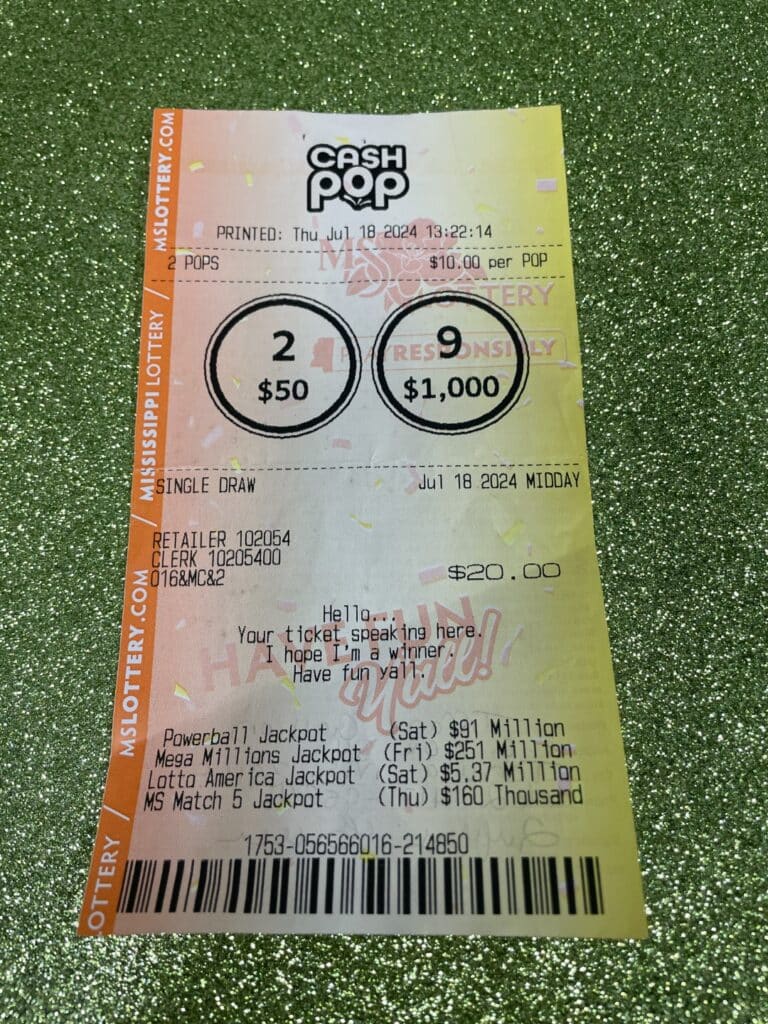 CASH
POP
PRINTED: Thu Jul 18 2024 13:22:14
2 POPS $10.00 per POP
MS LOTTERY
PLAY RESPONSIBLY
2 9
$50 $1,000
SINGLE DRAW Jul 18 2024 MIDDAY
RETAILER 102054
CLERK 10205400
016&MC&2
$20.00
Hello...
Your ticket speaking here.
I hope I'm a winner.
Have fun yall.
HAVE FUN
Y'all!
Powerball Jackpot (Sat) $91 Million
Mega Millions Jackpot (Fri) $251 Million
Lotto America Jackpot (Sat) $5.37 Million
MS Match 5 Jackpot (Thu) $160 Thousand
1753-056566016-214850
OTTERY / MSLOTTERY.COM / MISSISSIPPI LOTTERY / MSLOTTERY.COM